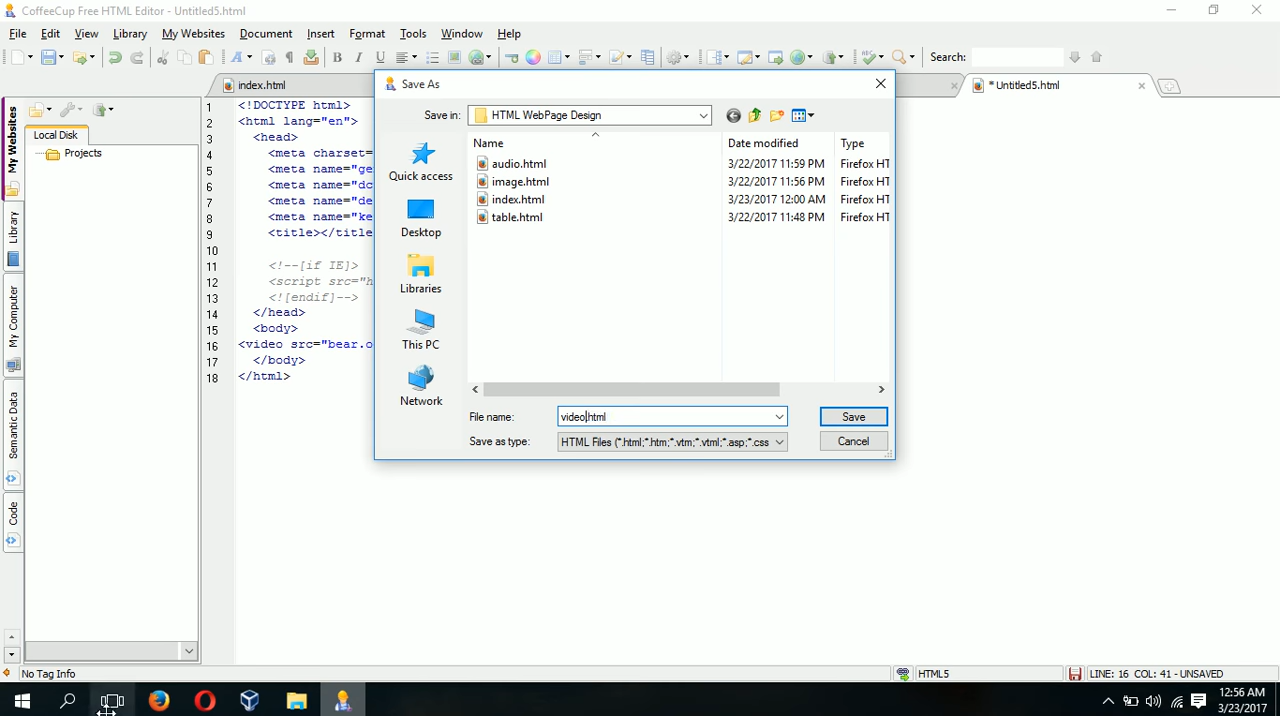 CoffeeCup Free HTML Editor - Untitled5.html
File Edit View Library My Websites Document Insert Format Tools Window Help
Search:
index.html
* Untitled5.html
My Websites
Library
My Computer
Semantic Data
Code
Local Disk
Projects
1 <!DOCTYPE html>
2 <html lang="en">
3 <head>
4 <meta charset=
5 <meta name="ge
6 <meta name="dc
7 <meta name="de
8 <meta name="ke
9 <title></title
10
11 <!--[if IE]>
12 <script src="h
13 <![endif]-->
14 </head>
15 <body>
16 <video src="bear.o
17 </body>
18 </html>
Save As
Save in: HTML WebPage Design
Quick access
Desktop
Libraries
This PC
Network
Name Date modified Type
audio.html 3/22/2017 11:59 PM Firefox HT
image.html 3/22/2017 11:56 PM Firefox HT
index.html 3/23/2017 12:00 AM Firefox HT
table.html 3/22/2017 11:48 PM Firefox HT
File name: video.html Save
Save as type: HTML Files (*.html;*.htm;*.vtm;*.vtml;*.asp;*.css Cancel
No Tag Info HTML5 LINE: 16 COL: 41 - UNSAVED
12:56 AM
3/23/2017